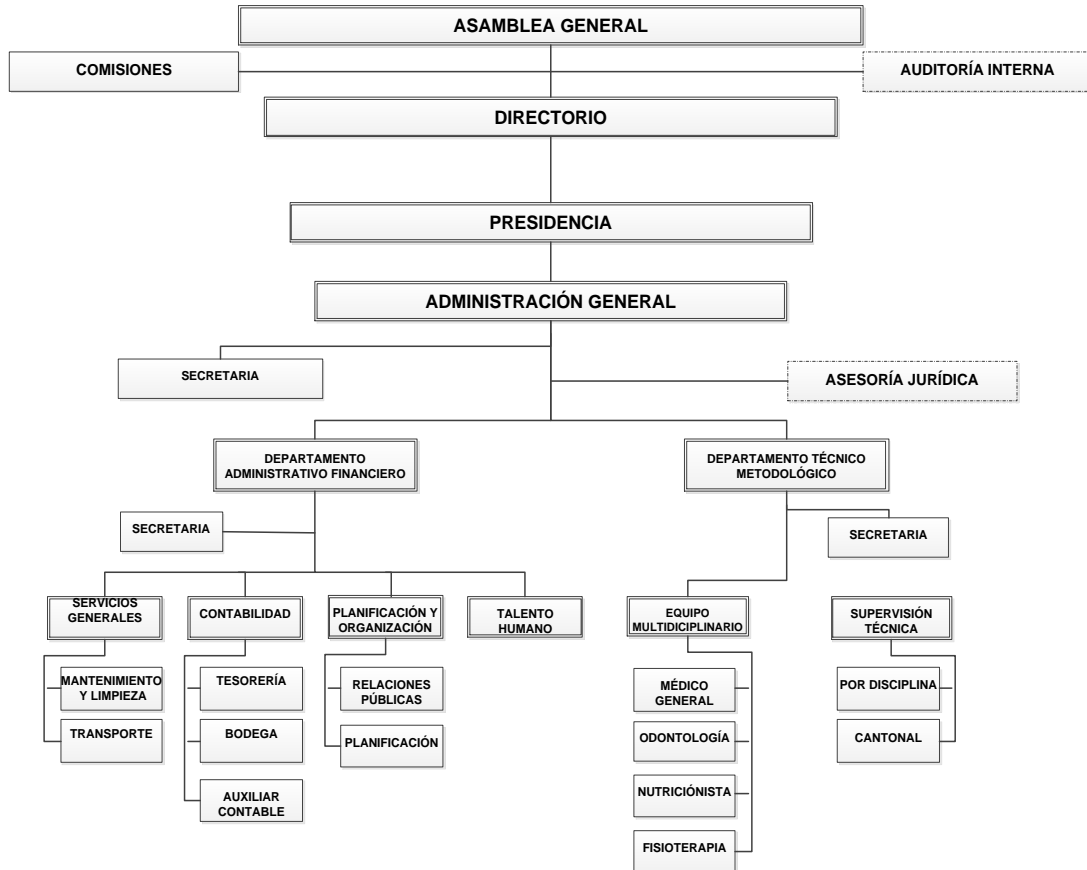 ASAMBLEA GENERAL
COMISIONES
AUDITORÍA INTERNA
DIRECTORIO
PRESIDENCIA
ADMINISTRACIÓN GENERAL
SECRETARIA
ASESORÍA JURÍDICA
DEPARTAMENTO
ADMINISTRATIVO FINANCIERO
DEPARTAMENTO TÉCNICO
METODOLÓGICO
SECRETARIA
SECRETARIA
SERVICIOS
GENERALES
CONTABILIDAD
PLANIFICACIÓN Y
ORGANIZACIÓN
TALENTO
HUMANO
EQUIPO
MULTIDICIPLINARIO
SUPERVISIÓN
TÉCNICA
MANTENIMIENTO
Y LIMPIEZA
TESORERÍA
RELACIONES
PÚBLICAS
MÉDICO
GENERAL
POR DISCIPLINA
TRANSPORTE
BODEGA
PLANIFICACIÓN
ODONTOLOGÍA
CANTONAL
AUXILIAR
CONTABLE
NUTRICIÓNISTA
FISIOTERAPIA